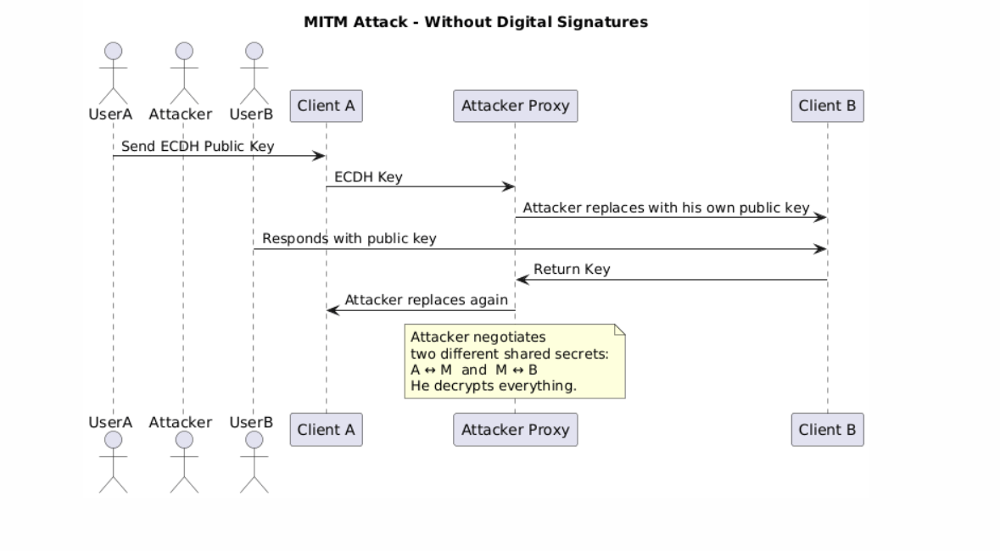 MITM Attack - Without Digital Signatures
UserA
Attacker
UserB
Client A
Attacker Proxy
Client B
Send ECDH Public Key
ECDH Key
Attacker replaces with his own public key
Responds with public key
Return Key
Attacker replaces again
Attacker negotiates
two different shared secrets:
A ↔ M and M ↔ B
He decrypts everything.
UserA
Attacker
UserB
Client A
Attacker Proxy
Client B